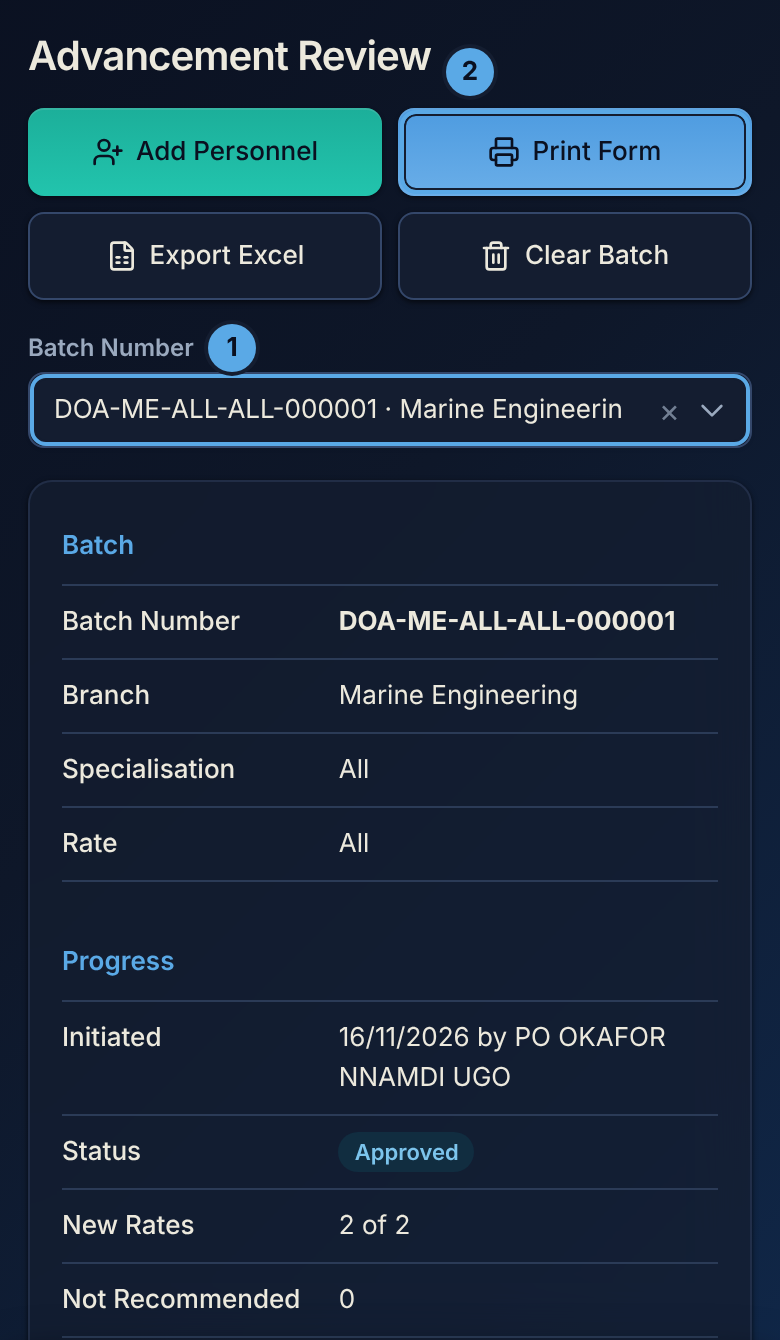 Advancement Review
2
Add Personnel
Print Form
Export Excel
Clear Batch
Batch Number
1
DOA-ME-ALL-ALL-000001 · Marine Engineerin
Batch
Batch Number DOA-ME-ALL-ALL-000001
Branch Marine Engineering
Specialisation All
Rate All
Progress
Initiated 16/11/2026 by PO OKAFOR
NNAMDI UGO
Status Approved
New Rates 2 of 2
Not Recommended 0